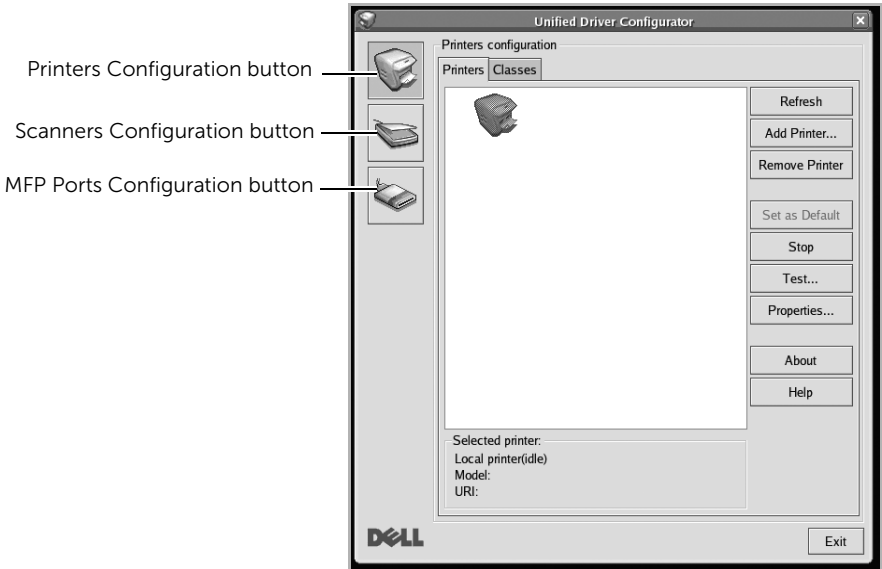 Unified Driver Configurator
Printers Configuration button
Scanners Configuration button
MFP Ports Configuration button
Printers configuration
Printers
Classes
Refresh
Add Printer...
Remove Printer
Set as Default
Stop
Test...
Properties...
About
Help
Selected printer:
Local printer(idle)
Model:
URI:
DELL
Exit